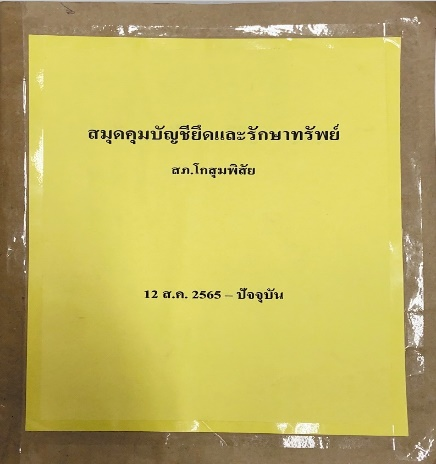 สมุดคุมบัญชียึดและรักษาทรัพย์
สภ.โกสุมพิสัย
12 ส.ค. 2565 – ปัจจุบัน